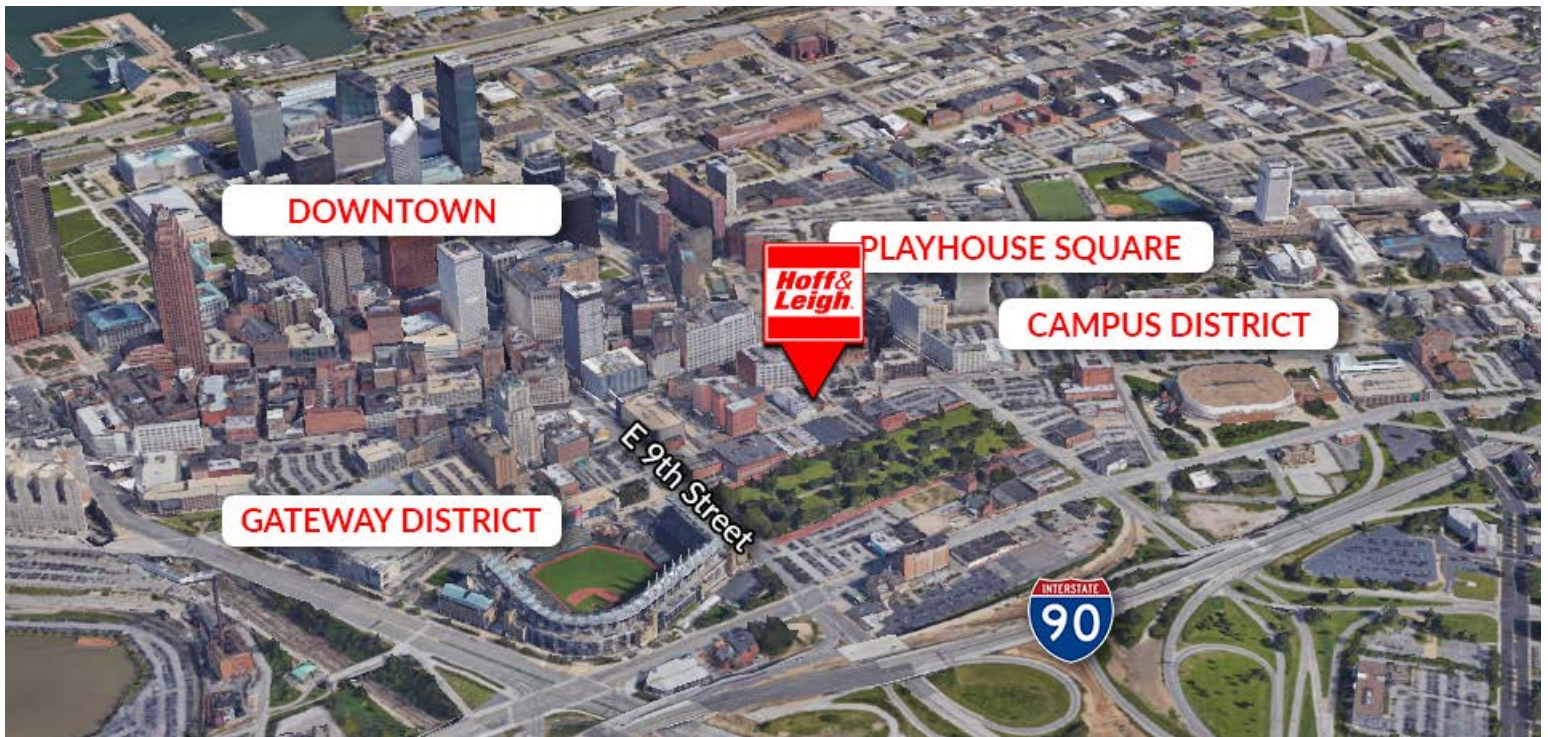 DOWNTOWN
PLAYHOUSE SQUARE
Hoff&
Leigh
CAMPUS DISTRICT
E 9th Street
GATEWAY DISTRICT
INTERSTATE
90